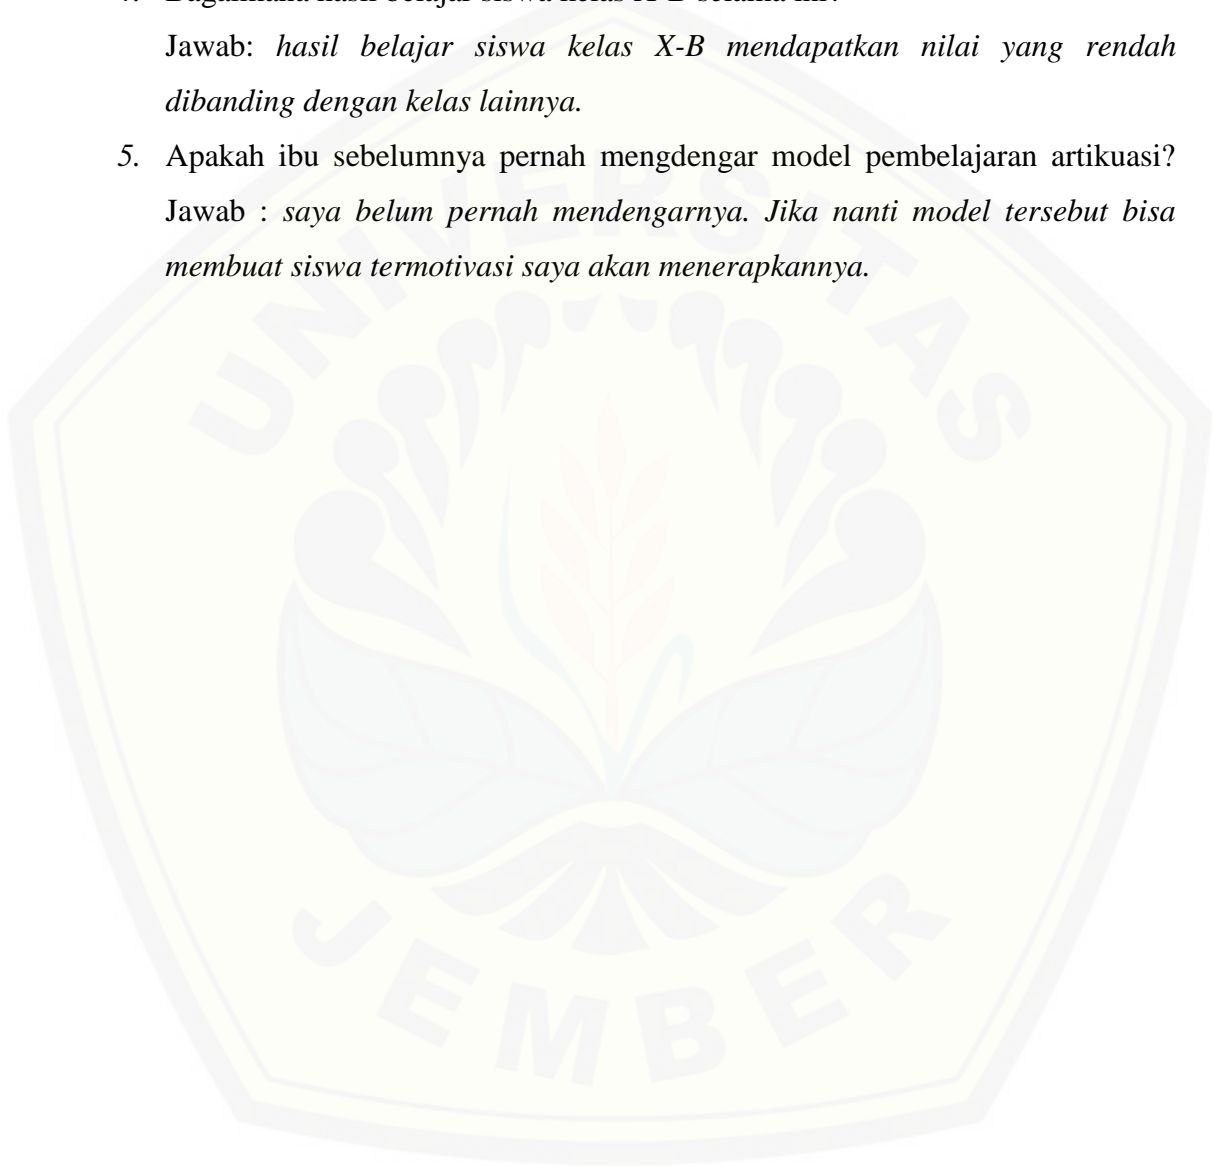 Jawab: hasil belajar siswa kelas X-B mendapatkan nilai yang rendah
dibanding dengan kelas lainnya.
5. Apakah ibu sebelumnya pernah mengdengar model pembelajaran artikuasi?
Jawab : saya belum pernah mendengarnya. Jika nanti model tersebut bisa
membuat siswa termotivasi saya akan menerapkannya.
UNIVERSITAS
JEMBER